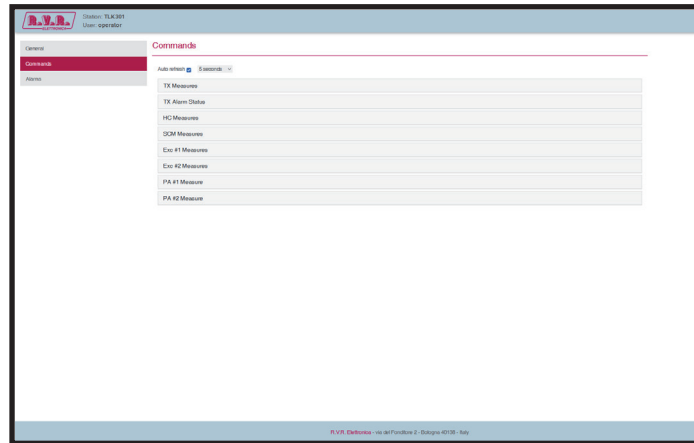 R.V.R.
ELETTRONICA
Station: TLK301
User: operator
General
Commands
Alarms
Commands
Auto refresh 5 seconds
TX Measures
TX Alarm Status
HC Measures
SCM Measures
Exc #1 Measures
Exc #2 Measures
PA #1 Measure
PA #2 Measure
R.V.R. Elettronica - via del Fonditore 2 - Bologna 40138 - Italy